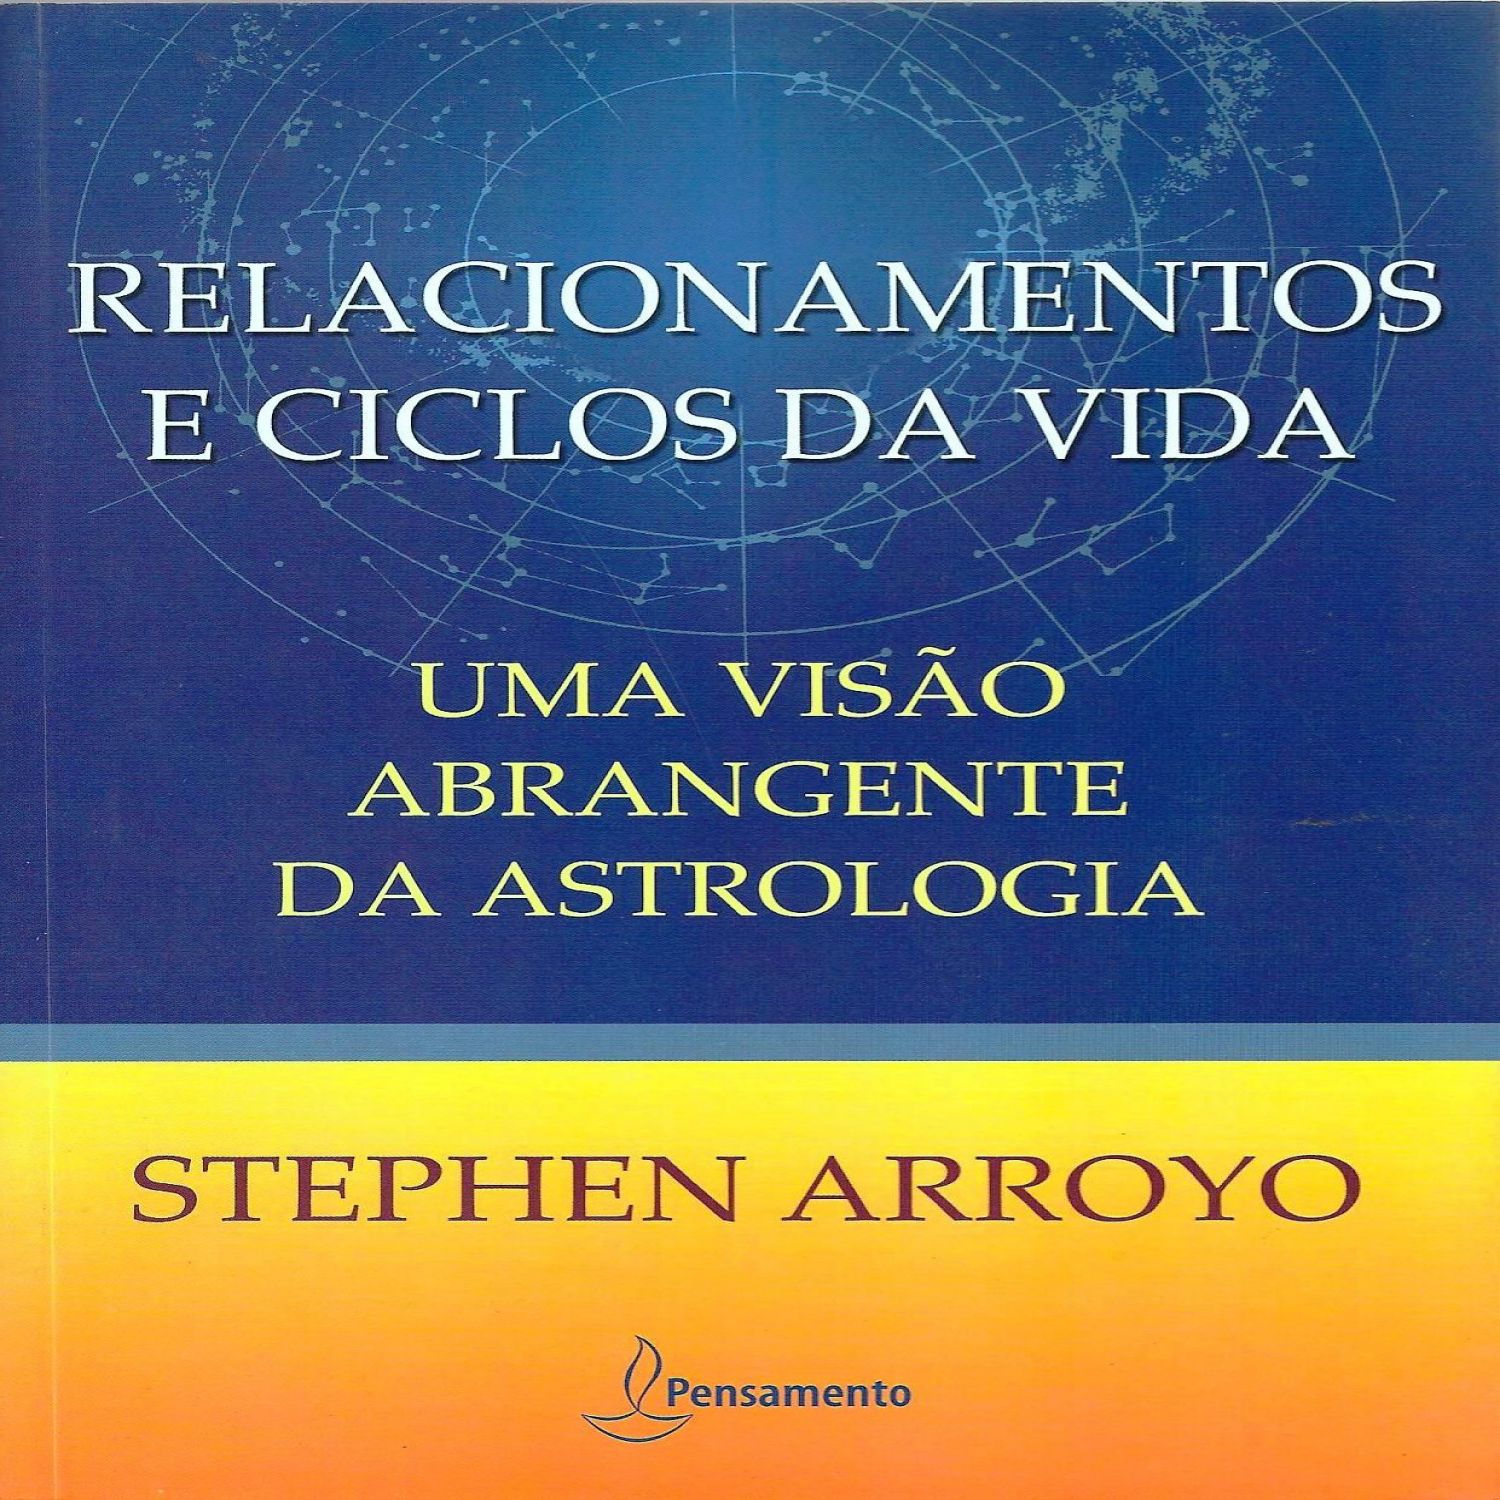 RELACIONAMENTOS
E CICLOS DA VIDA
UMA VISÃO
ABRANGENTE
DA ASTROLOGIA
STEPHEN ARROYO
Pensamento